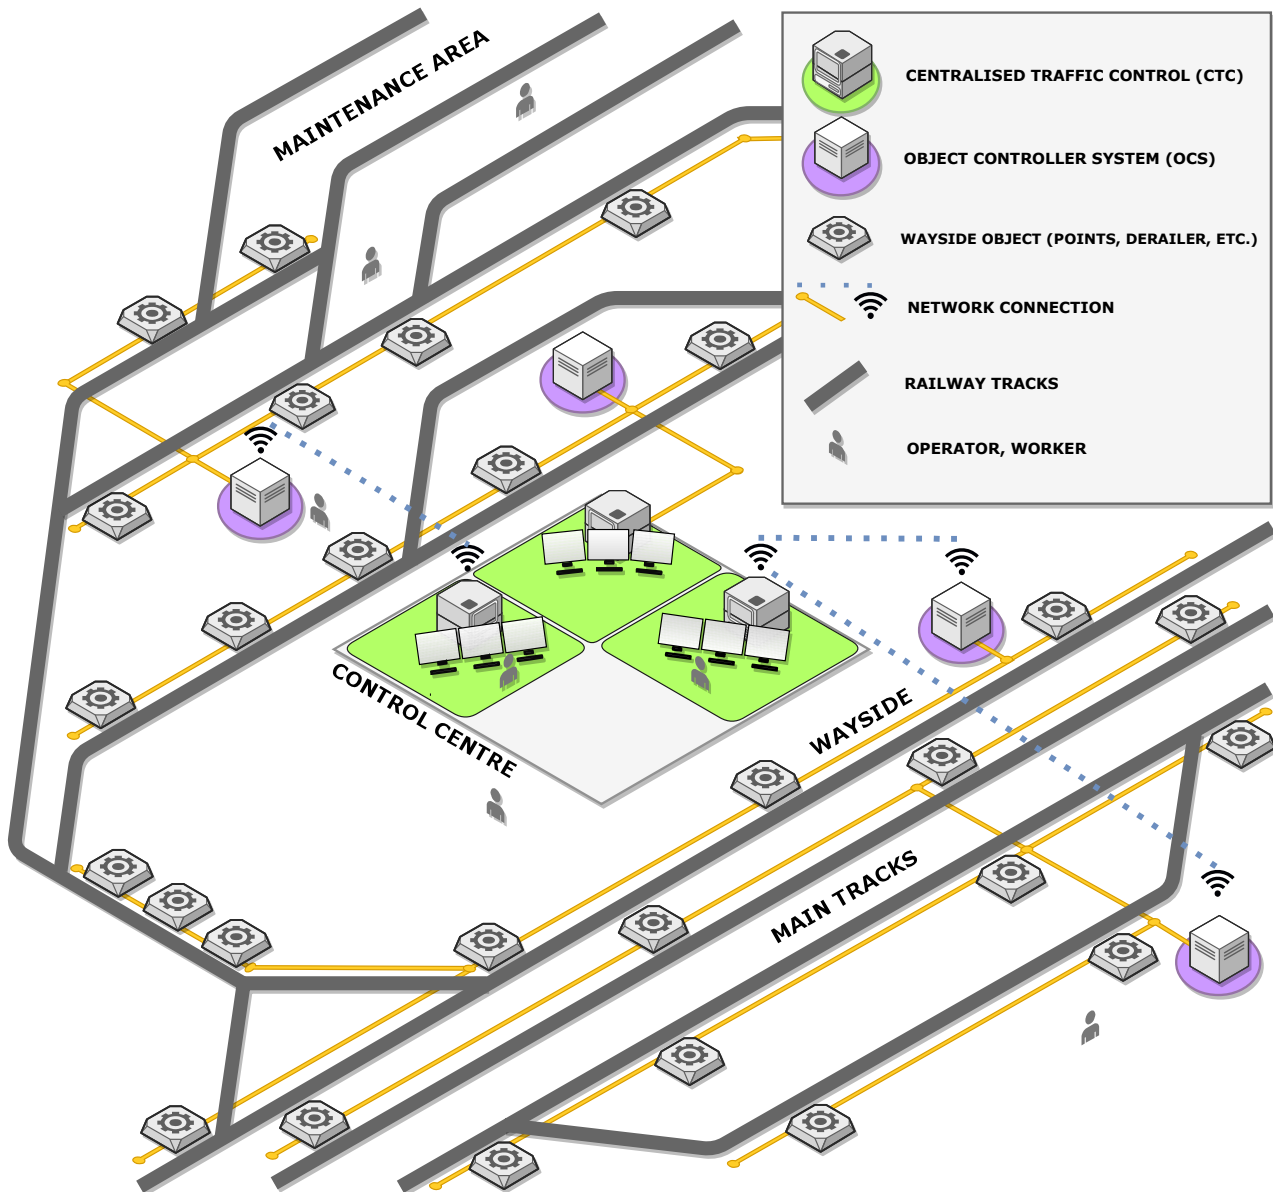 MAINTENANCE AREA
CENTRALISED TRAFFIC CONTROL (CTC)
OBJECT CONTROLLER SYSTEM (OCS)
WAYSIDE OBJECT (POINTS, DERAILER, ETC.)
NETWORK CONNECTION
RAILWAY TRACKS
OPERATOR, WORKER
CONTROL CENTRE
WAYSIDE
MAIN TRACKS